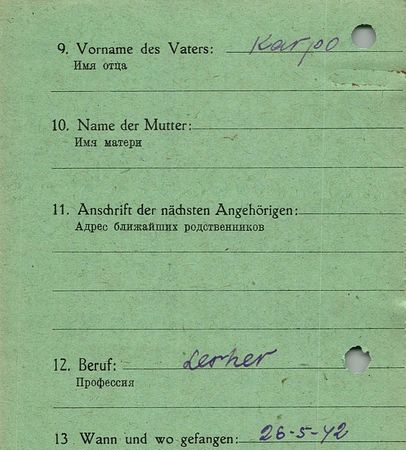 9. Vorname des Vaters: Karpo
Имя отца
10. Name der Mutter:
Имя матери
11. Anschrift der nächsten Angehörigen:
Адрес ближайших родственников
12. Beruf: Lerher
Профессия
13 Wann und wo gefangen: 26-5-42